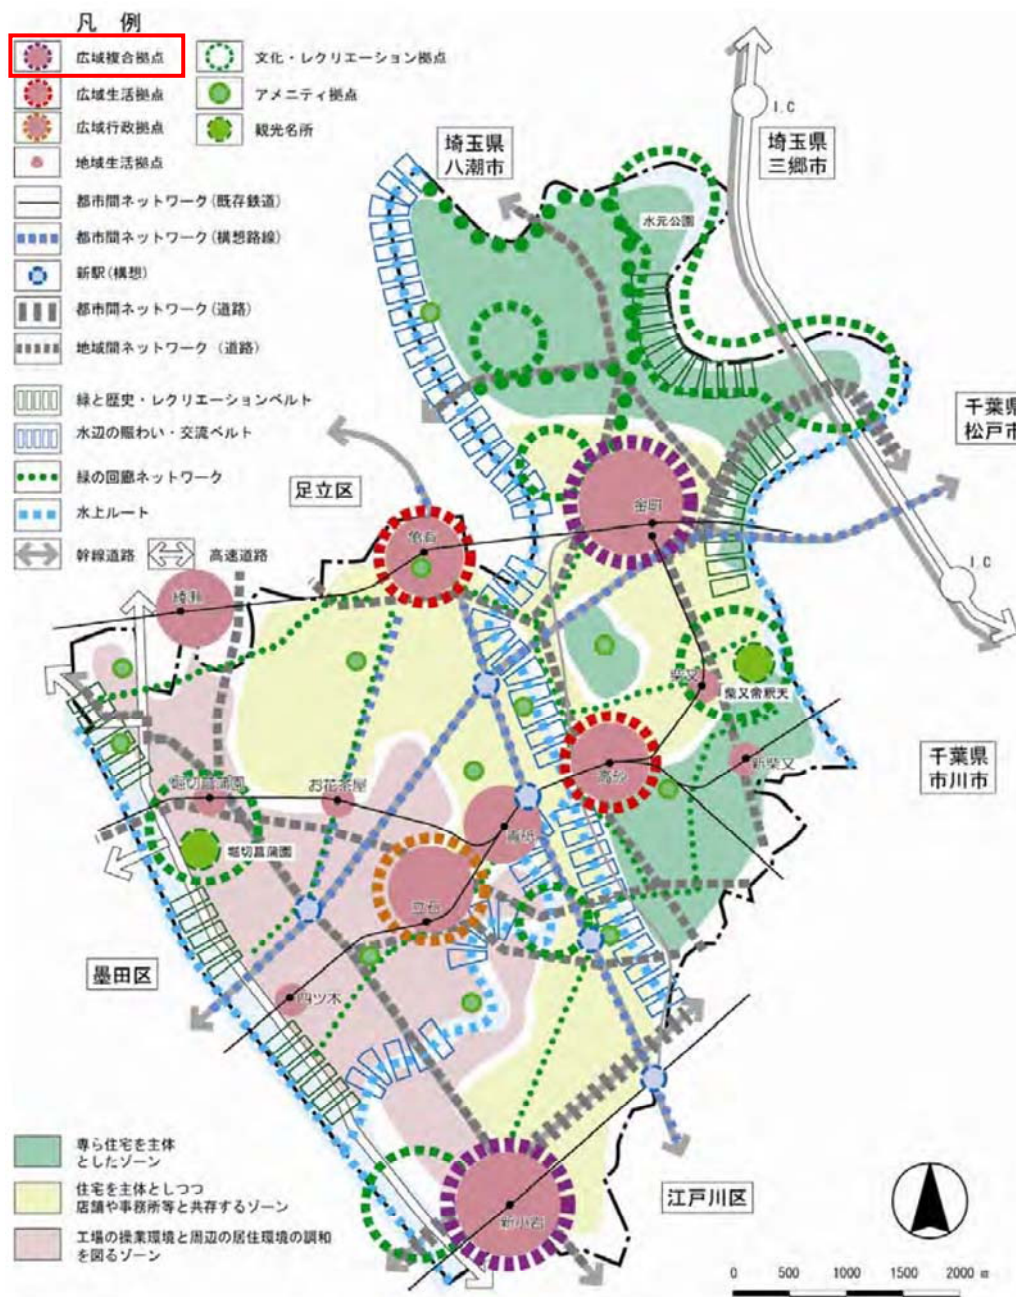 凡 例
広域複合拠点
広域生活拠点
広域行政拠点
地域生活拠点
都市間ネットワーク(既存鉄道)
都市間ネットワーク(構想路線)
新駅(構想)
都市間ネットワーク(道路)
地域間ネットワーク(道路)
緑と歴史・レクリエーションベルト
水辺の賑わい・交流ベルト
緑の回廊ネットワーク
水上ルート
幹線道路
高速道路
文化・レクリエーション拠点
アメニティ拠点
観光名所
埼玉県
八潮市
I.C
埼玉県
三郷市
水元公園
千葉県
松戸市
足立区
金町
亀有
I.C
綾瀬
柴又
柴又帝釈天
高砂
新柴又
千葉県
市川市
堀切菖蒲園
お花茶屋
青砥
堀切菖蒲園
立石
墨田区
四ツ木
江戸川区
新小岩
専ら住宅を主体
としたゾーン
住宅を主体としつつ
店舗や事務所等と共存するゾーン
工場の操業環境と周辺の居住環境の調和
を図るゾーン
0 500 1000 1500 2000 m